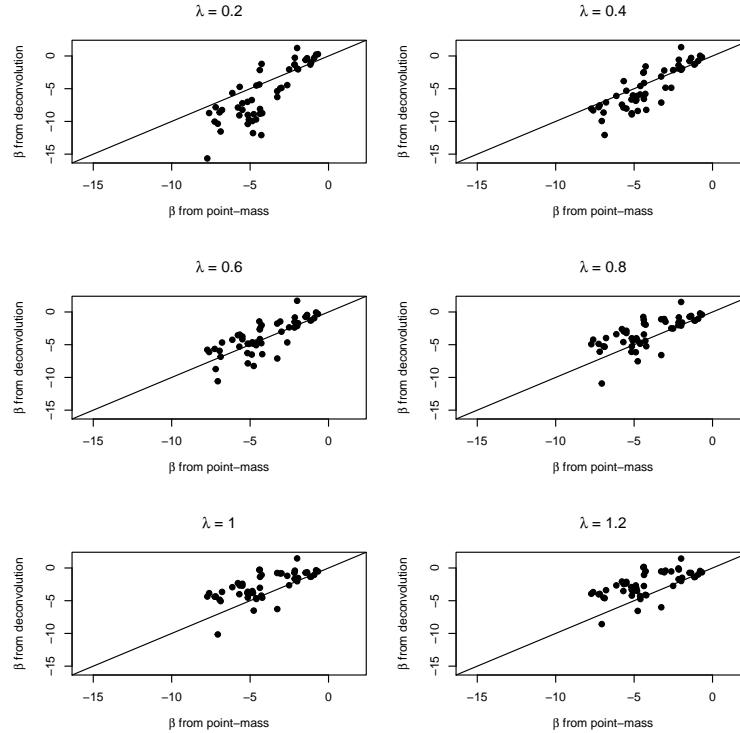 λ = 0.2
β from deconvolution
0
−5
−10
−15
−15
−10
−5
0
β from point−mass
λ = 0.4
β from deconvolution
0
−5
−10
−15
−15
−10
−5
0
β from point−mass
λ = 0.6
β from deconvolution
0
−5
−10
−15
−15
−10
−5
0
β from point−mass
λ = 0.8
β from deconvolution
0
−5
−10
−15
−15
−10
−5
0
β from point−mass
λ = 1
β from deconvolution
0
−5
−10
−15
−15
−10
−5
0
β from point−mass
λ = 1.2
β from deconvolution
0
−5
−10
−15
−15
−10
−5
0
β from point−mass